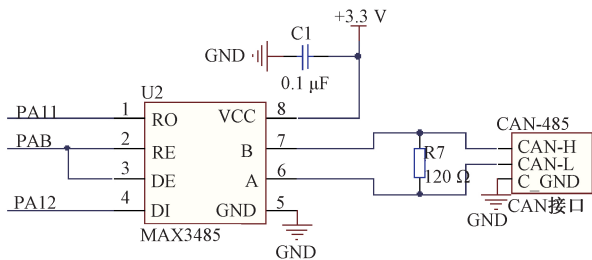 +3.3 V
C1
GND
0.1 μF
U2
PA11 1 RO VCC 8
PAB 2 RE B 7
3 DE A 6
PA12 4 DI GND 5
MAX3485
GND
R7
120 Ω
CAN-485
CAN-H
CAN-L
C_GND
GND
CAN接口